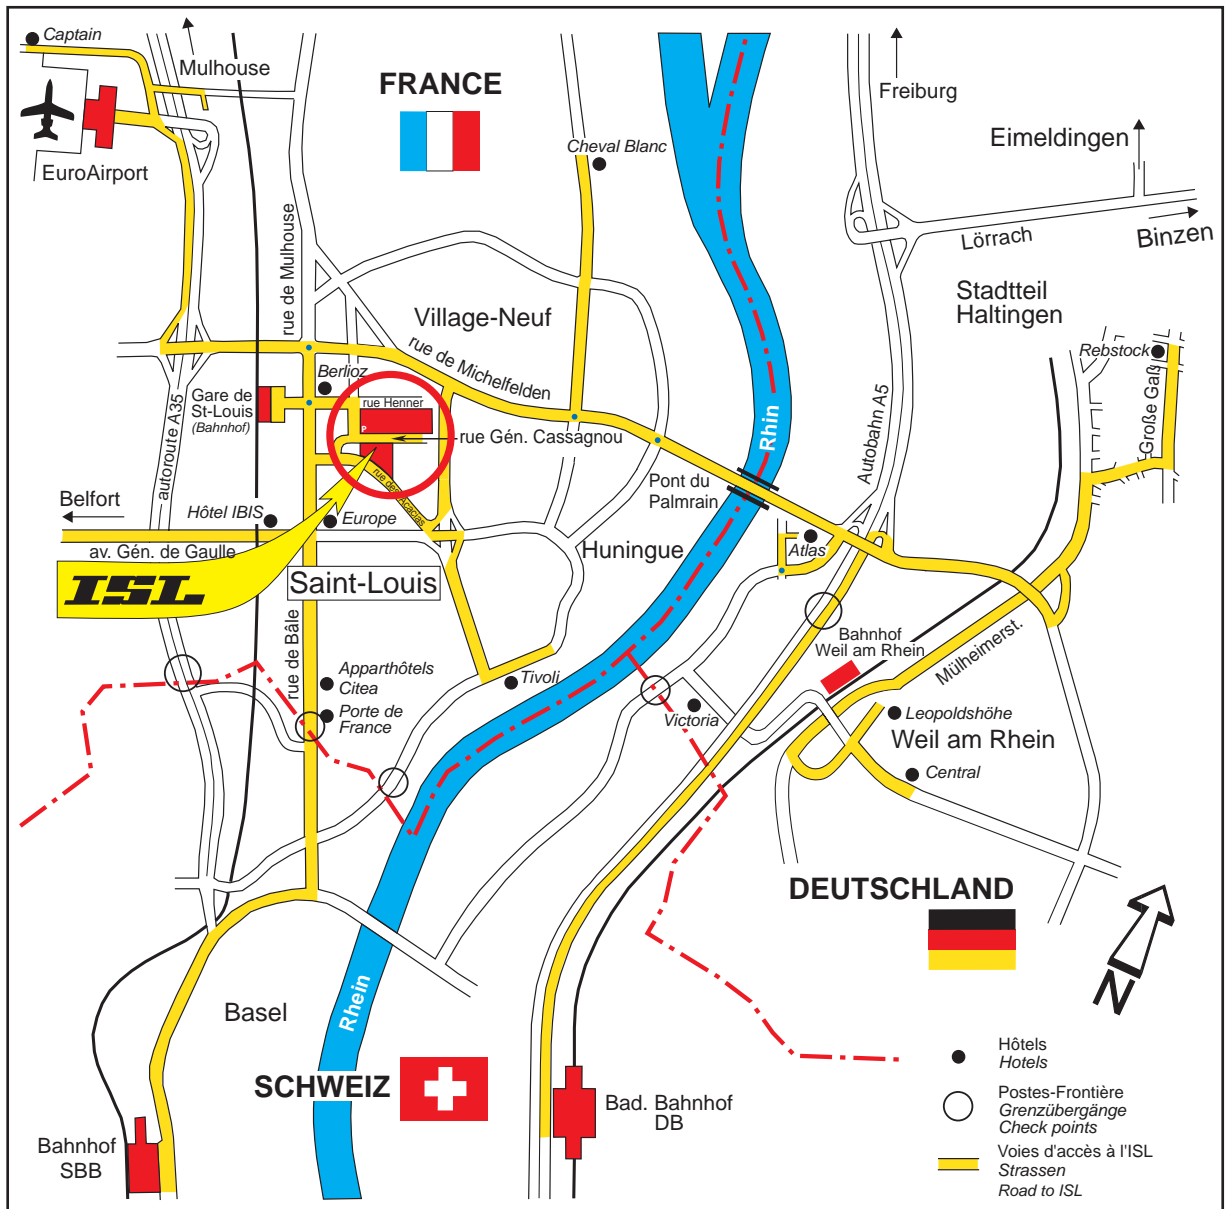 Captain
Mulhouse
FRANCE
Freiburg
Eimeldingen
Cheval Blanc
EuroAirport
Lörrach
Binzen
rue de Mulhouse
Stadtteil
Haltingen
Village-Neuf
rue de Michelfelden
Rebstock
Berlioz
Gare de
St-Louis
(Bahnhof)
rue Henner
P
rue Gén. Cassagnou
Rhin
Autobahn A5
Große Gaß
autoroute A35
rue des Acacias
Pont du
Palmrain
Belfort
Hôtel IBIS
Europe
av. Gén. de Gaulle
Huningue
Atlas
ISL
Saint-Louis
rue de Bâle
Bahnhof
Weil am Rhein
Mülheimerst.
Apparthôtels
Citea
Tivoli
Porte de
France
Victoria
Leopoldshöhe
Weil am Rhein
Central
DEUTSCHLAND
N
Basel
Rhein
SCHWEIZ
Bad. Bahnhof
DB
Bahnhof
SBB
Hôtels
Hotels
Postes-Frontière
Grenzübergänge
Check points
Voies d'accès à l'ISL
Strassen
Road to ISL